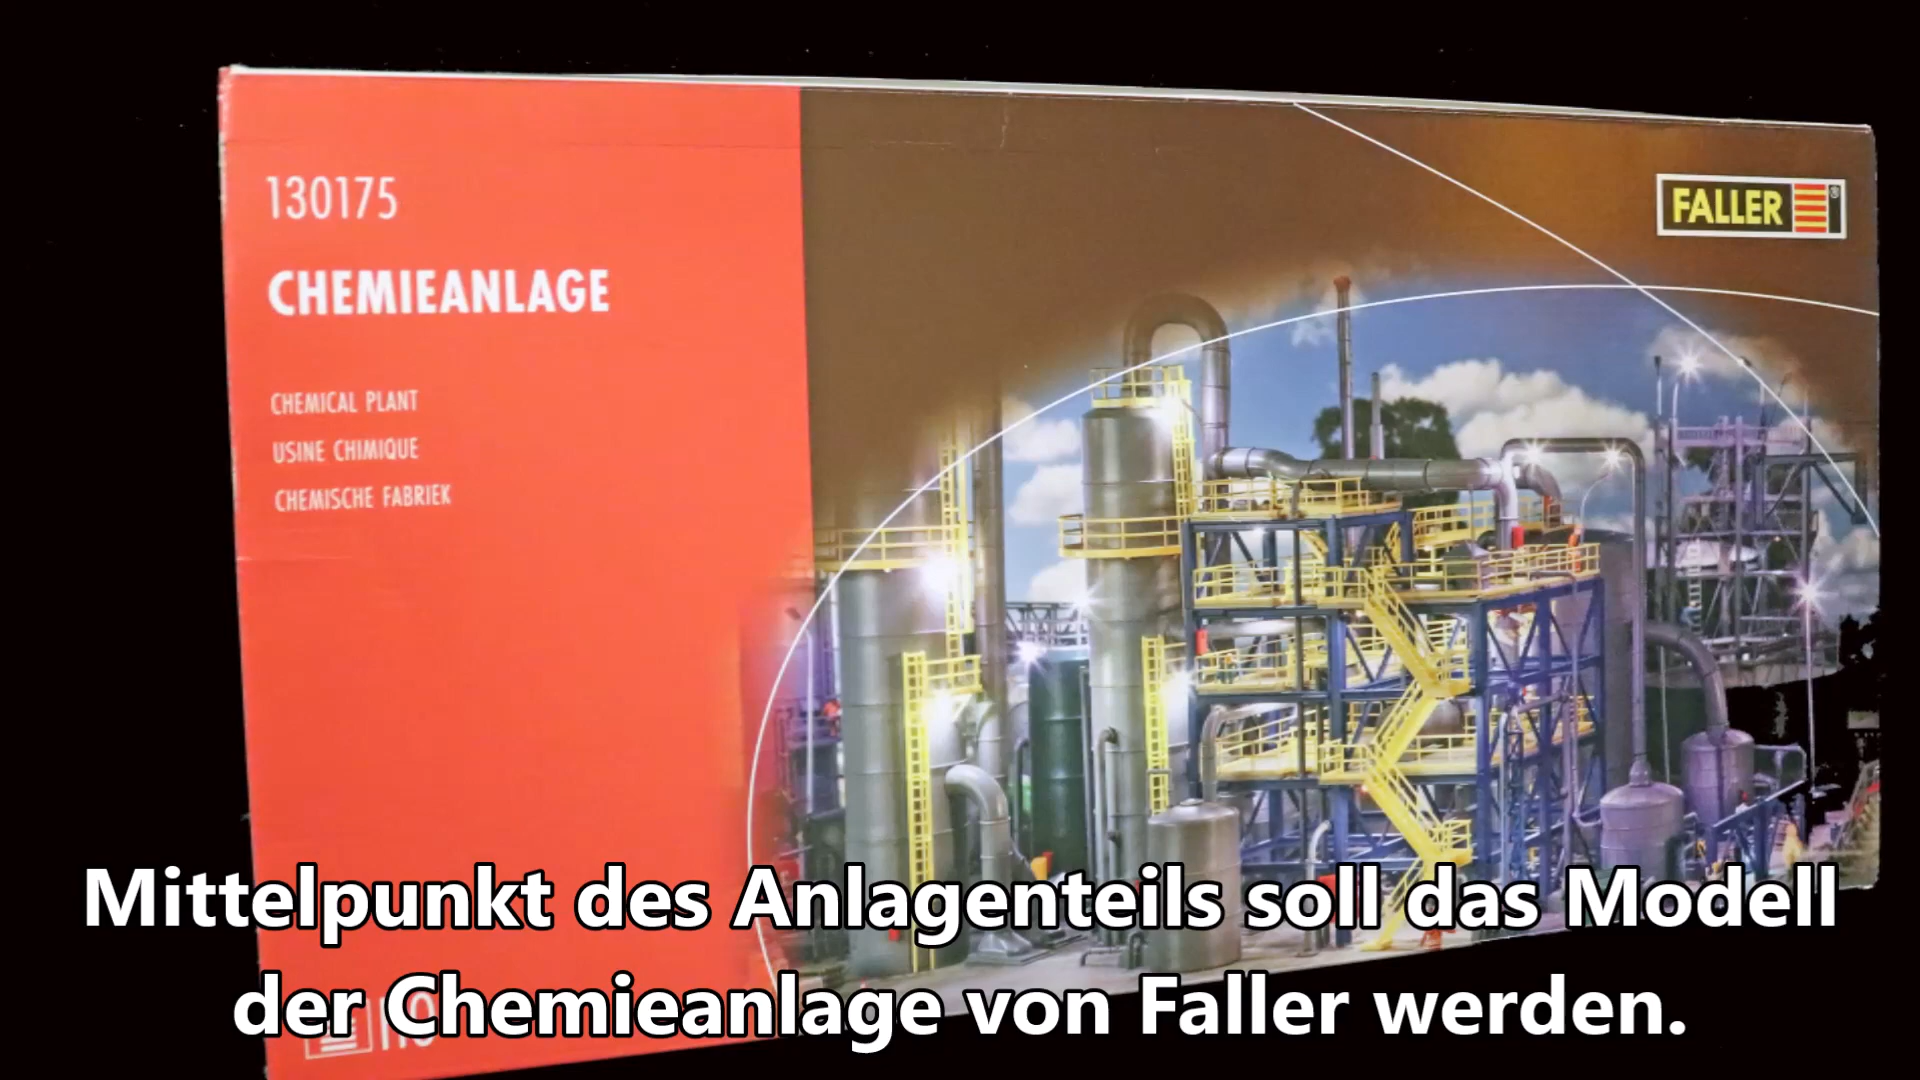 130175
CHEMIEANLAGE
CHEMICAL PLANT
USINE CHIMIQUE
CHEMISCHE FABRIEK
FALLER ®
Mittelpunkt des Anlagenteils soll das Modell
der Chemieanlage von Faller werden.